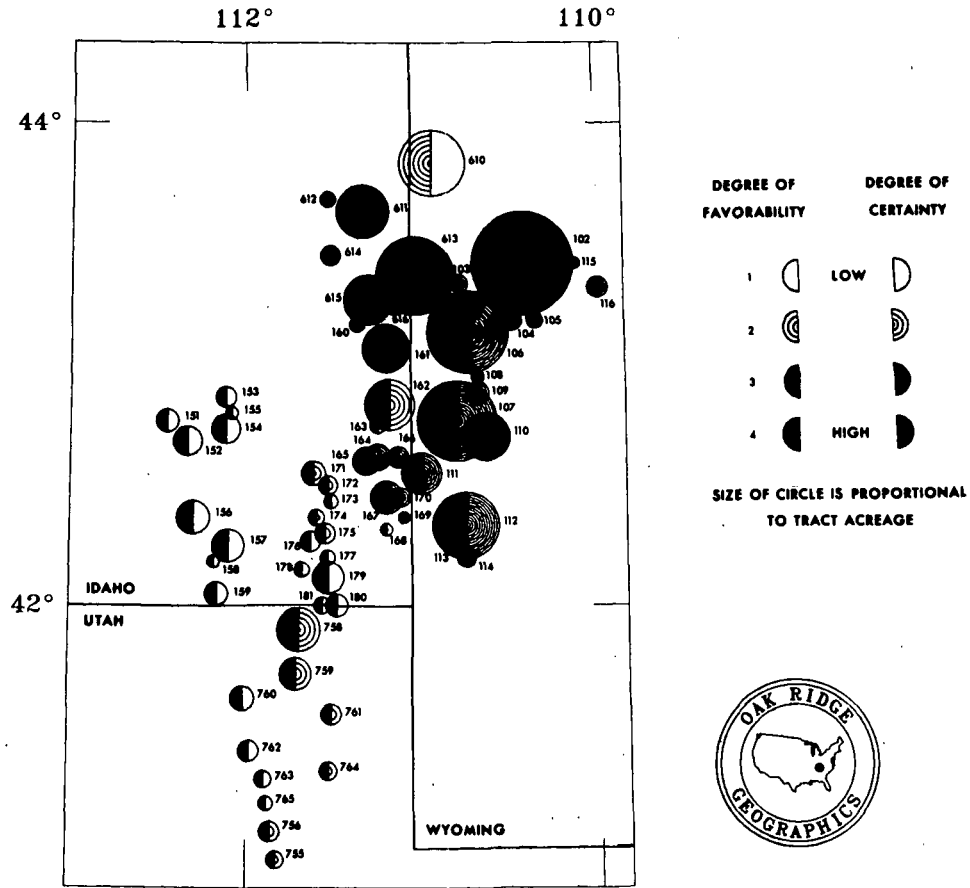 112° 110°
44°
610
612 611
614 613 102
103 115
116
615
616
160 104 105
161 106
108
162 109
153 107
151 155
154 163 110
152 164 166
165 111
171
172
173 170
156 174 167 169 112
175 168
157 176
158 177 113 114
178 179
159 181 180
IDAHO
42°
UTAH
758
759
760
761
762
763 764
765
756
755
WYOMING
DEGREE OF DEGREE OF
FAVORABILITY CERTAINTY
1 LOW
2
3
4 HIGH
SIZE OF CIRCLE IS PROPORTIONAL
TO TRACT ACREAGE
OAK RIDGE
GEOGRAPHICS